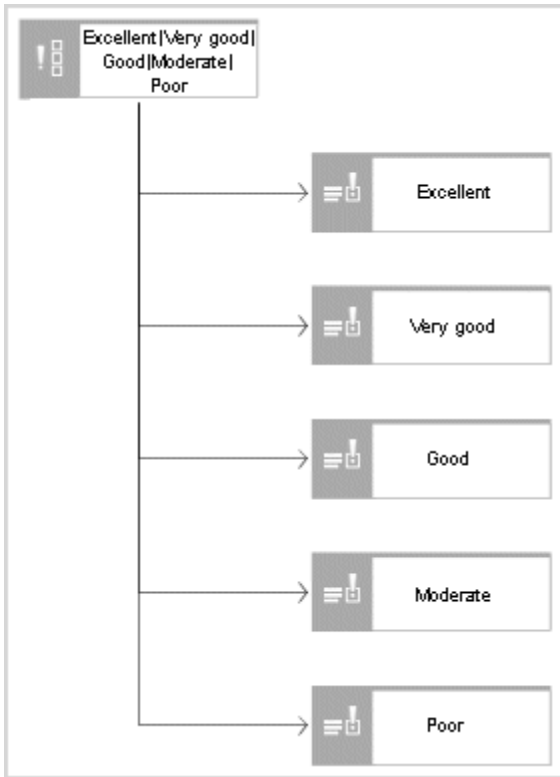 Excellent|Very good|
Good|Moderate|
Poor
Excellent
Very good
Good
Moderate
Poor